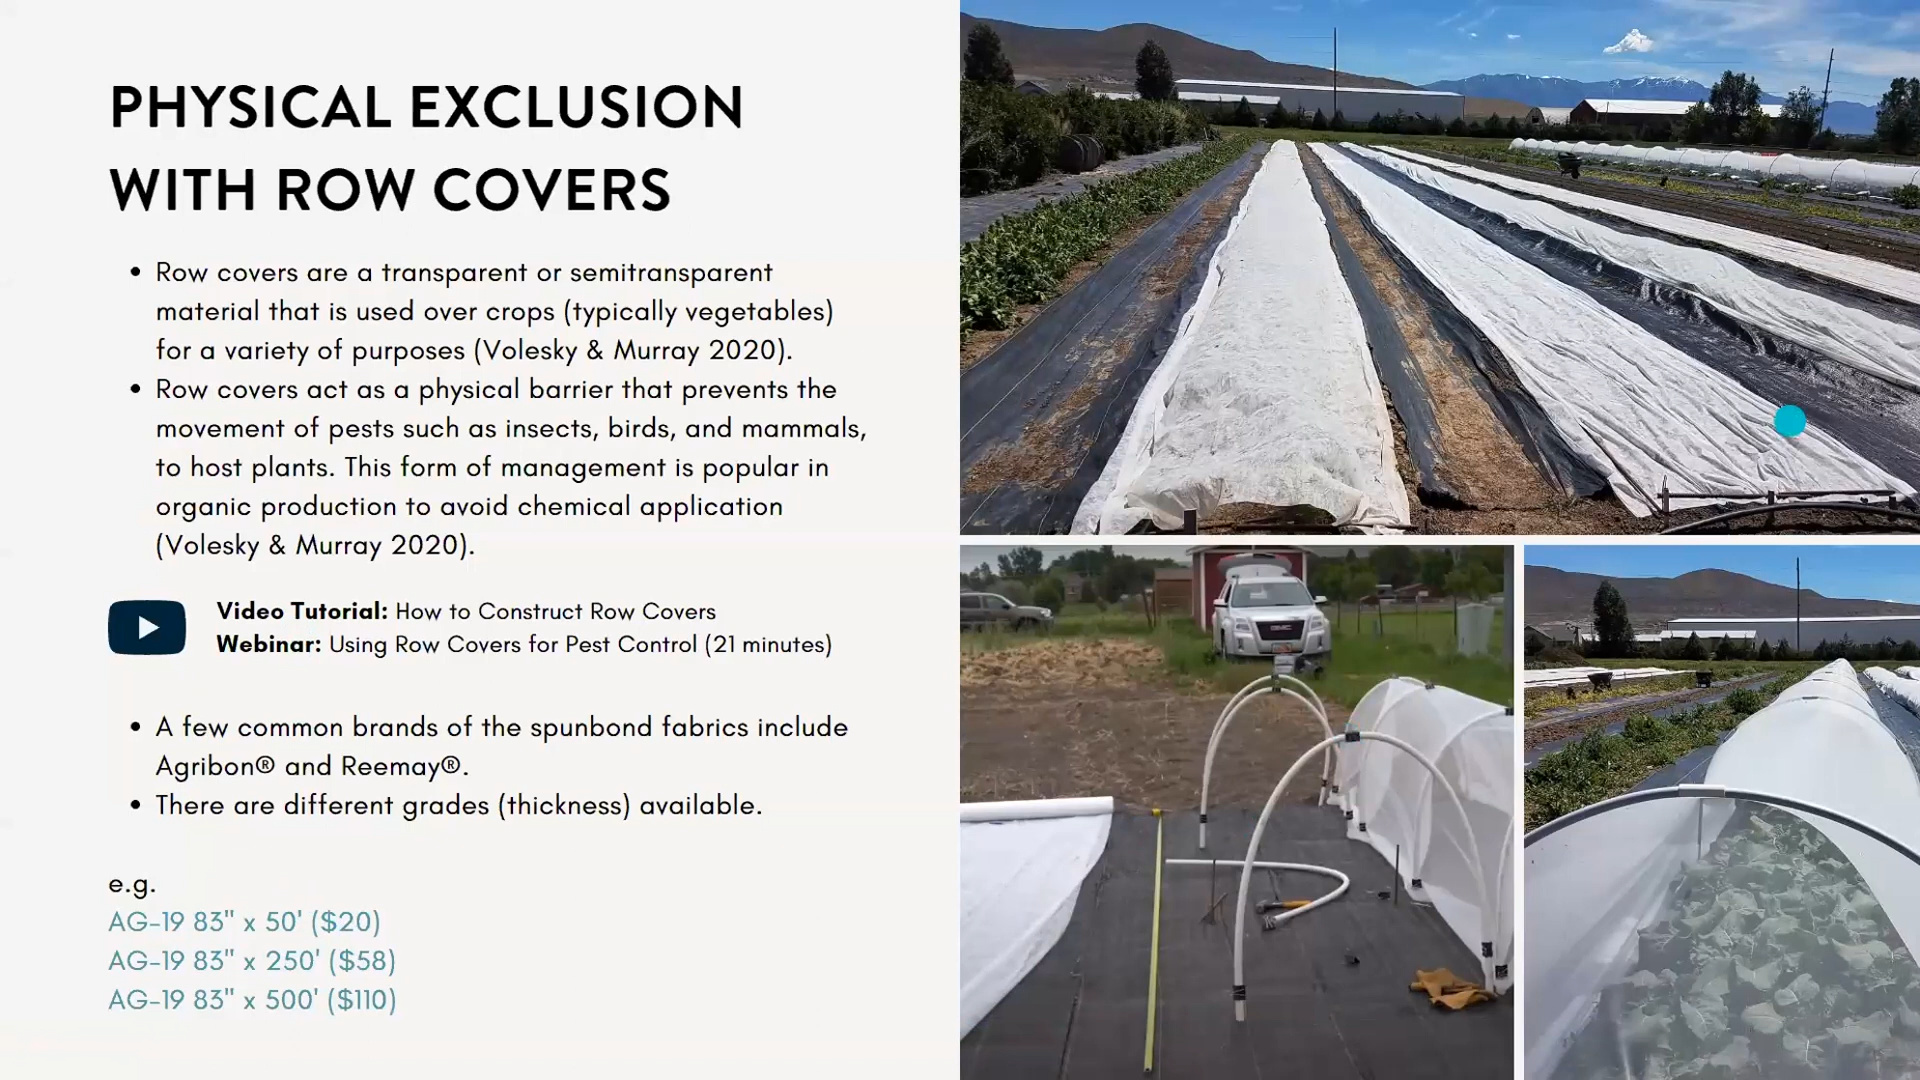 PHYSICAL EXCLUSION
WITH ROW COVERS
• Row covers are a transparent or semitransparent
material that is used over crops (typically vegetables)
for a variety of purposes (Volesky & Murray 2020).
• Row covers act as a physical barrier that prevents the
movement of pests such as insects, birds, and mammals,
to host plants. This form of management is popular in
organic production to avoid chemical application
(Volesky & Murray 2020).
Video Tutorial: How to Construct Row Covers
Webinar: Using Row Covers for Pest Control (21 minutes)
• A few common brands of the spunbond fabrics include
Agribon® and Reemay®.
• There are different grades (thickness) available.
e.g.
AG-19 83" x 50' ($20)
AG-19 83" x 250' ($58)
AG-19 83" x 500' ($110)
GMC